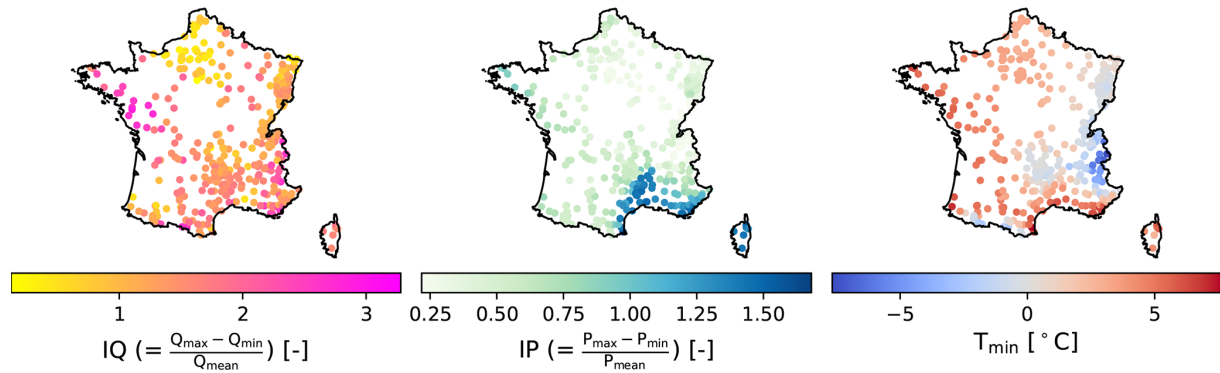 1 2 3
IQ (= (Qmax − Qmin)/Qmean) [-]
0.25 0.50 0.75 1.00 1.25 1.50
IP (= (Pmax − Pmin)/Pmean) [-]
−5 0 5
Tmin [°C]